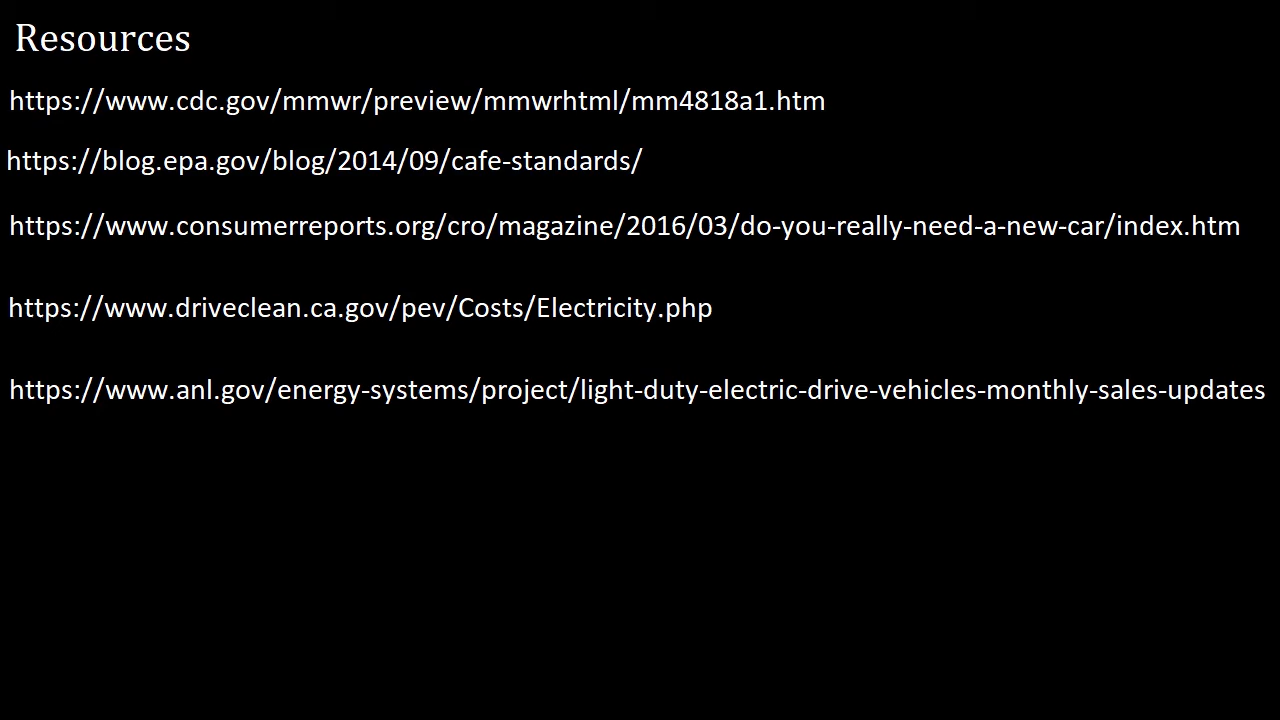 Resources
https://www.cdc.gov/mmwr/preview/mmwrhtml/mm4818a1.htm
https://blog.epa.gov/blog/2014/09/cafe-standards/
https://www.consumerreports.org/cro/magazine/2016/03/do-you-really-need-a-new-car/index.htm
https://www.driveclean.ca.gov/pev/Costs/Electricity.php
https://www.anl.gov/energy-systems/project/light-duty-electric-drive-vehicles-monthly-sales-updates